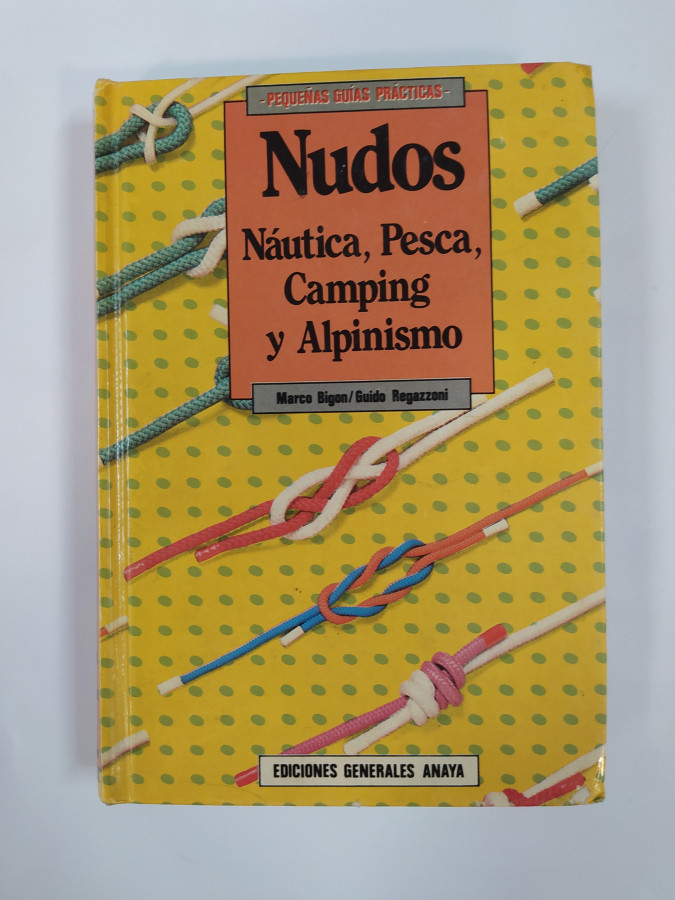 -PEQUEÑAS GUÍAS PRÁCTICAS-
Nudos
Náutica, Pesca,
Camping
y Alpinismo
Marco Bigon/Guido Regazzoni
EDICIONES GENERALES ANAYA